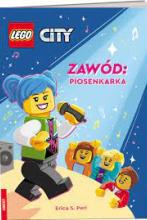 LEGO CITY
ZAWÓD:
PIOSENKARKA
Erica S. Perl